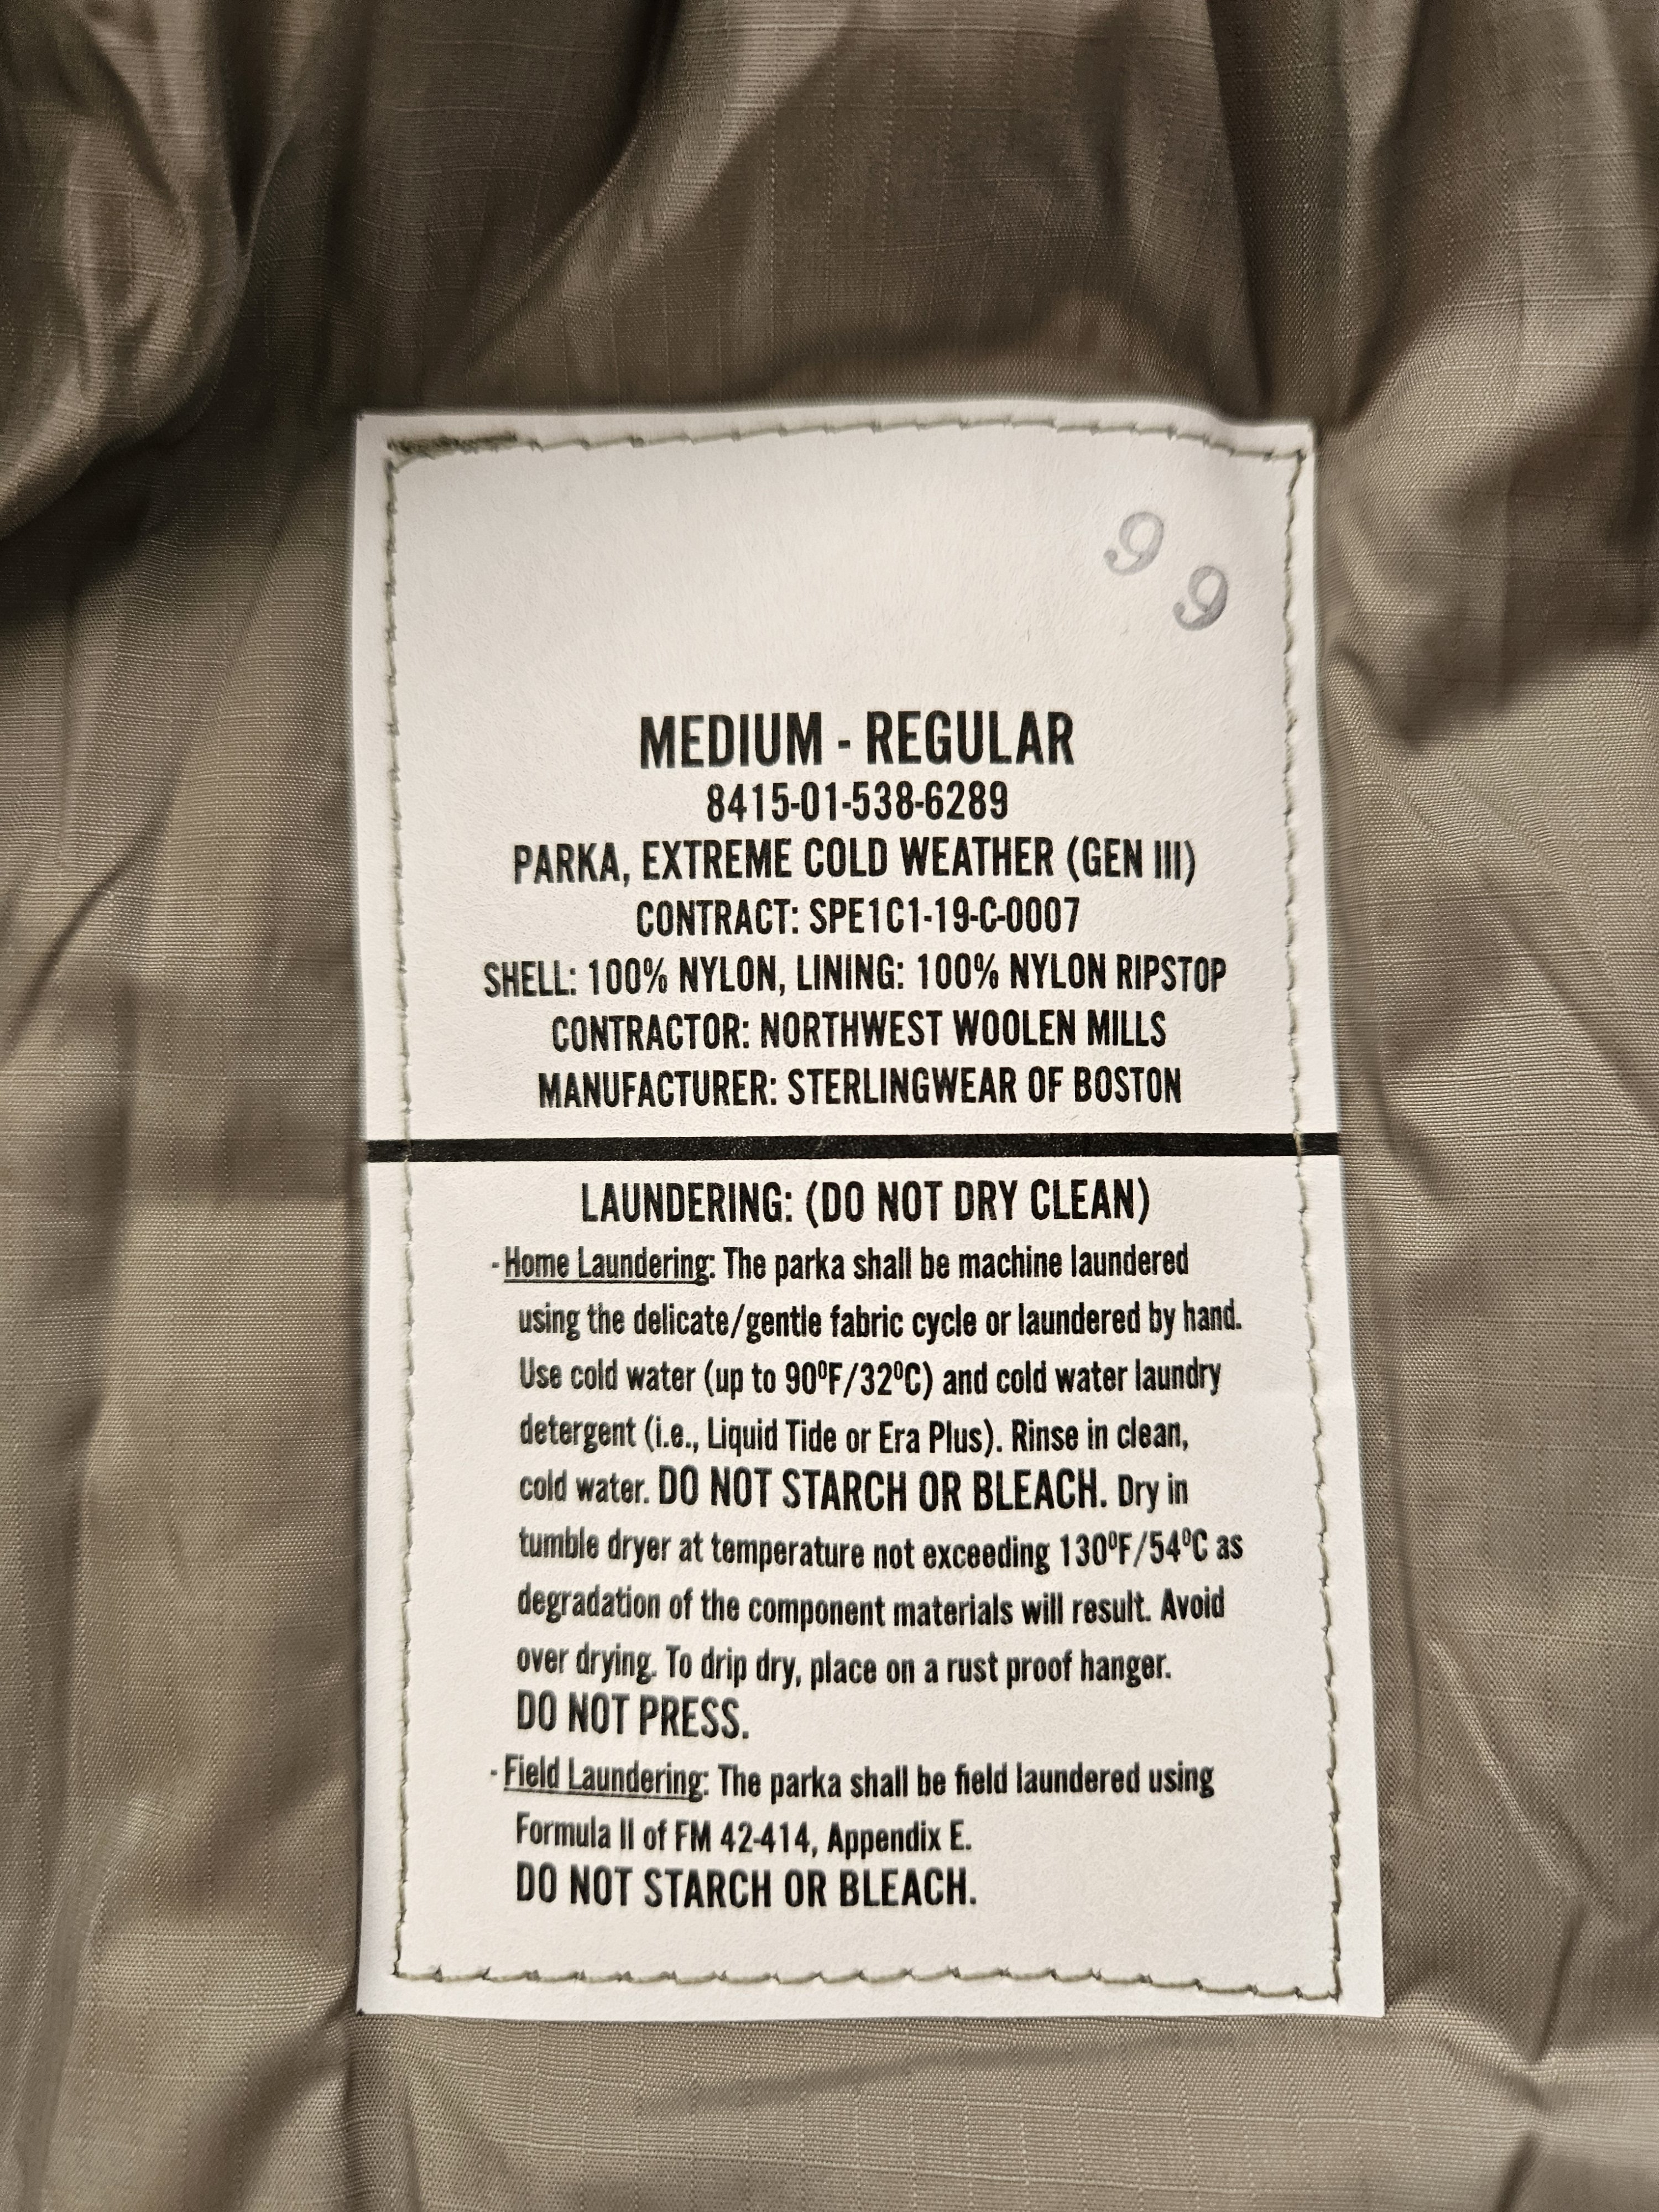 9
9
MEDIUM - REGULAR
8415-01-538-6289
PARKA, EXTREME COLD WEATHER (GEN III)
CONTRACT: SPE1C1-19-C-0007
SHELL: 100% NYLON, LINING: 100% NYLON RIPSTOP
CONTRACTOR: NORTHWEST WOOLEN MILLS
MANUFACTURER: STERLINGWEAR OF BOSTON
LAUNDERING: (DO NOT DRY CLEAN)
- Home Laundering: The parka shall be machine laundered
using the delicate/gentle fabric cycle or laundered by hand.
Use cold water (up to 90ºF/32ºC) and cold water laundry
detergent (i.e., Liquid Tide or Era Plus). Rinse in clean,
cold water. DO NOT STARCH OR BLEACH. Dry in
tumble dryer at temperature not exceeding 130ºF/54ºC as
degradation of the component materials will result. Avoid
over drying. To drip dry, place on a rust proof hanger.
DO NOT PRESS.
- Field Laundering: The parka shall be field laundered using
Formula II of FM 42-414, Appendix E.
DO NOT STARCH OR BLEACH.